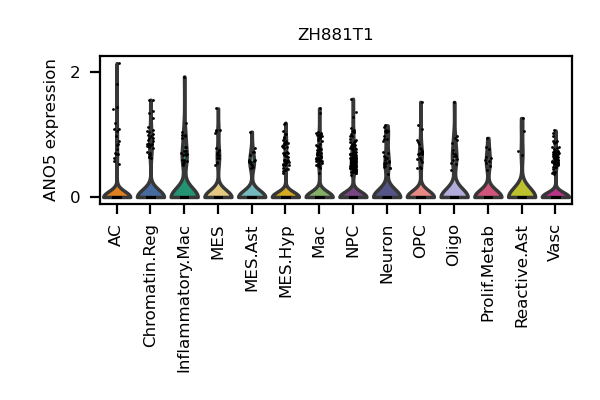 ZH881T1
ANO5 expression
2
0
AC
Chromatin.Reg
Inflammatory.Mac
MES
MES.Ast
MES.Hyp
Mac
NPC
Neuron
OPC
Oligo
Prolif.Metab
Reactive.Ast
Vasc